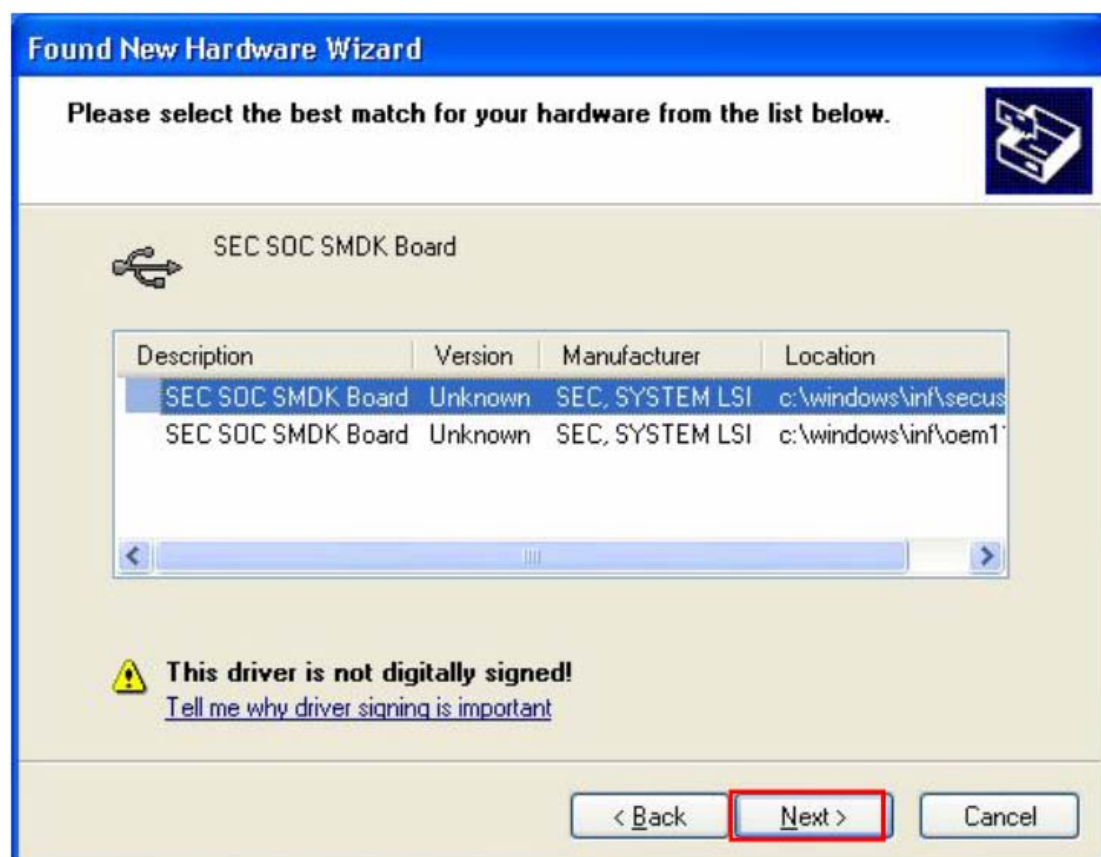 Found New Hardware Wizard
Please select the best match for your hardware from the list below.
SEC SOC SMDK Board
Description Version Manufacturer Location
SEC SOC SMDK Board Unknown SEC, SYSTEM LSI c:\windows\inf\secus
SEC SOC SMDK Board Unknown SEC, SYSTEM LSI c:\windows\inf\oem1
This driver is not digitally signed!
Tell me why driver signing is important
< Back Next > Cancel